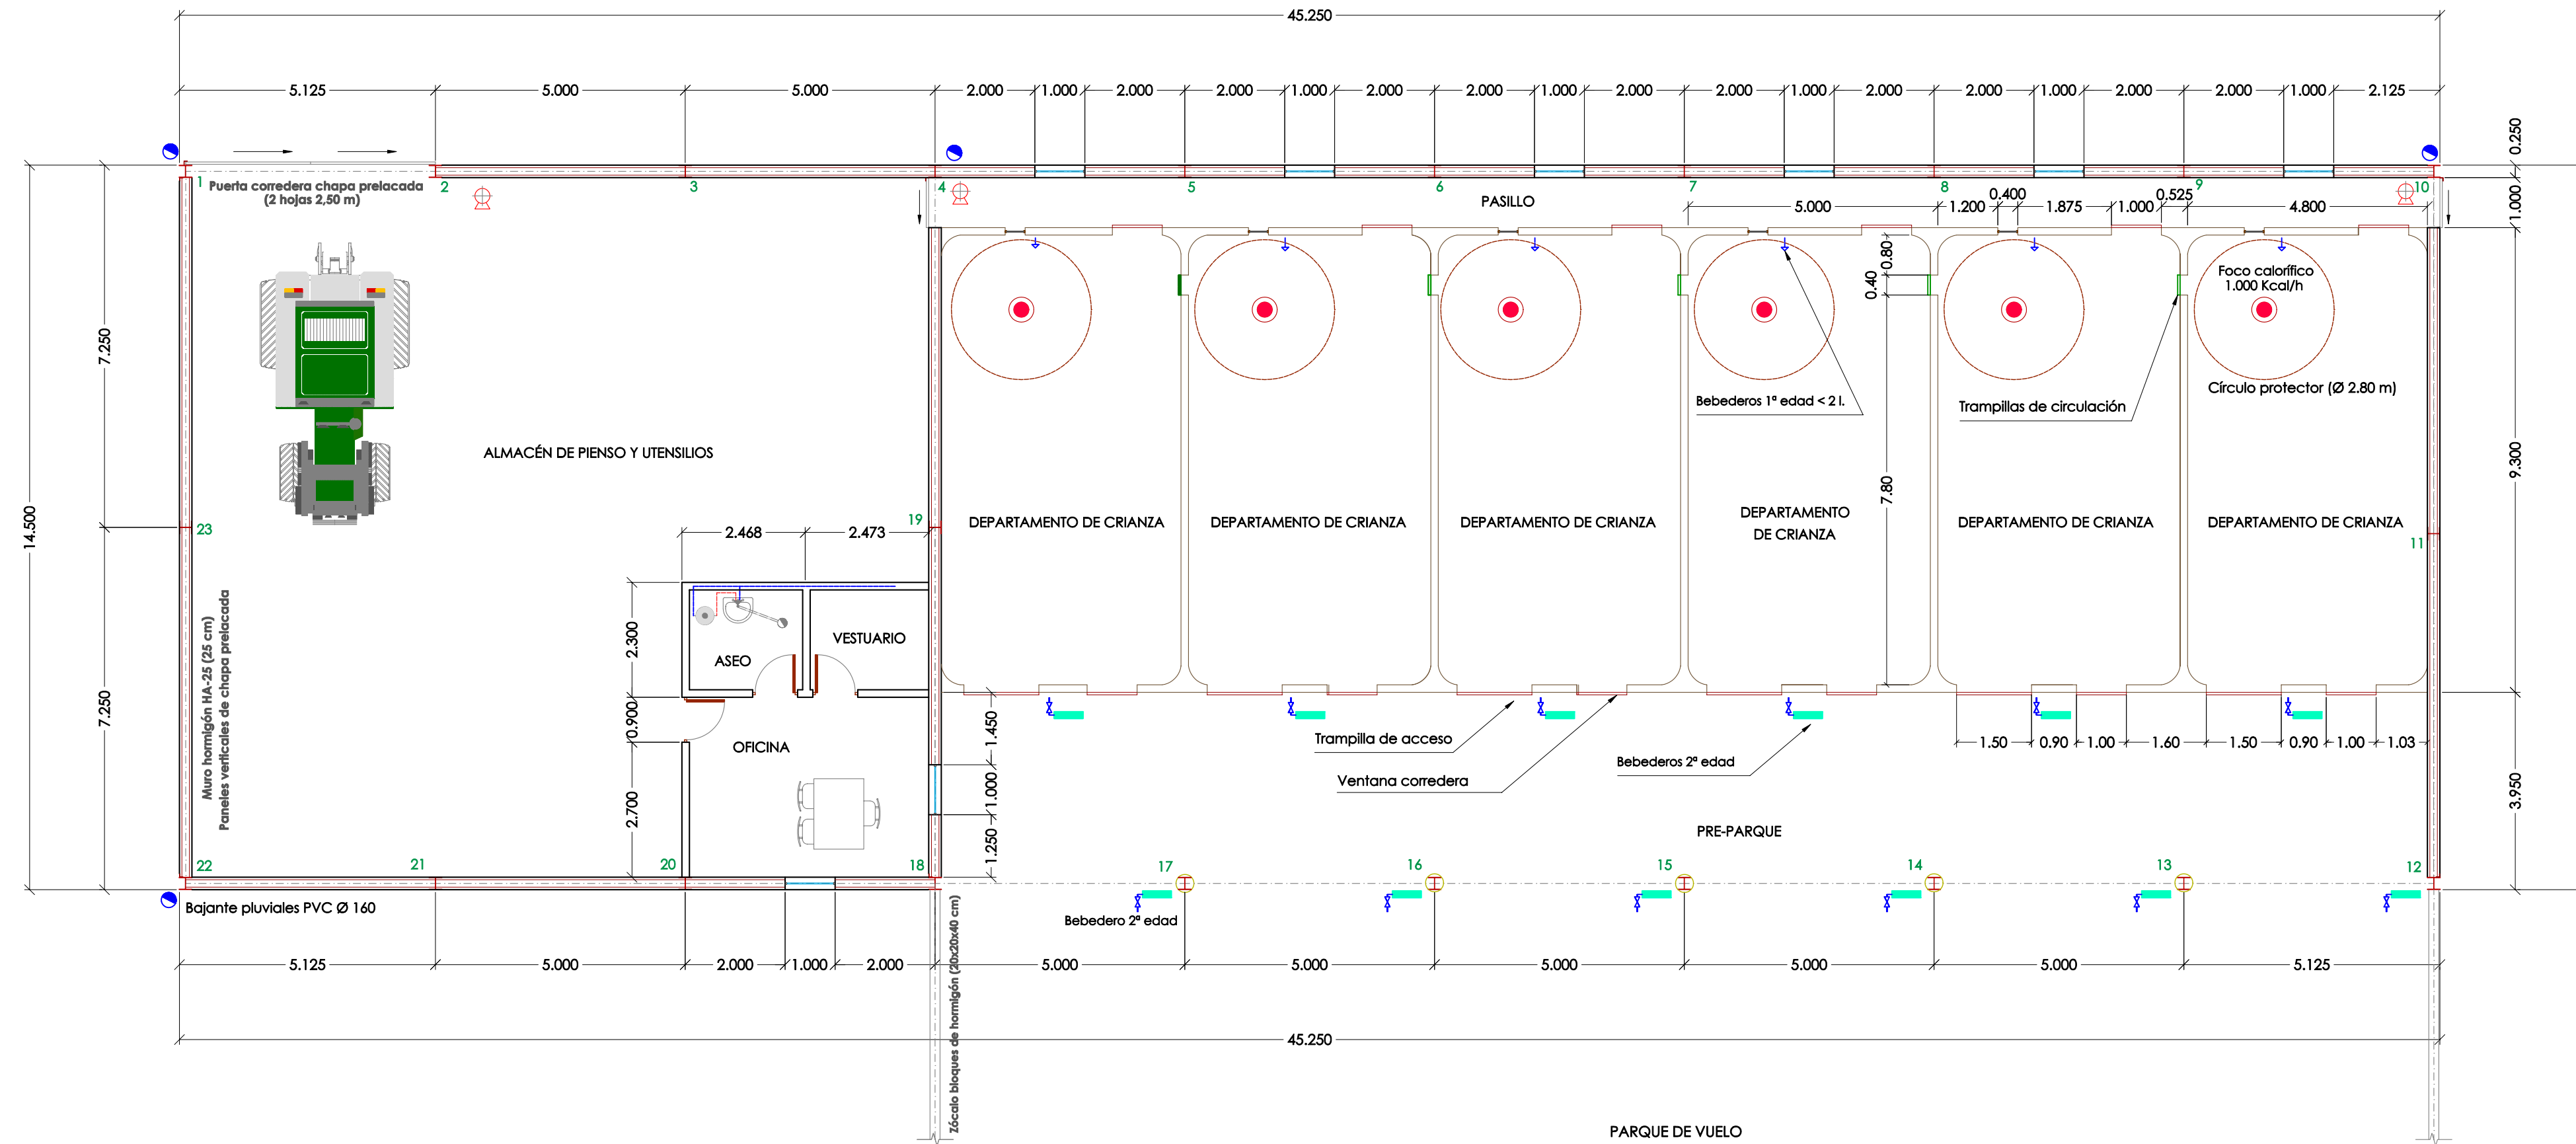 45.250
5.125 5.000 5.000 2.000 1.000 2.000 2.000 1.000 2.000 2.000 1.000 2.000 2.000 1.000 2.000 2.000 1.000 2.000 2.000 1.000 2.125
0.250
1 Puerta corredera chapa prelacada 2 3 4 5 6 7 8 9 10
(2 hojas 2,50 m)
PASILLO
0.400 0.525
5.000 1.200 1.875 1.000 4.800
1.000
0.80
0.40
Foco calorífico
1.000 Kcal/h
7.250
Círculo protector (Ø 2.80 m)
Bebederos 1ª edad < 2 l.
Trampillas de circulación
ALMACÉN DE PIENSO Y UTENSILIOS
9.300
7.80
14.500
23
19
DEPARTAMENTO DE CRIANZA
DEPARTAMENTO DE CRIANZA
DEPARTAMENTO DE CRIANZA
DEPARTAMENTO
DE CRIANZA
DEPARTAMENTO DE CRIANZA
DEPARTAMENTO DE CRIANZA
11
2.468 2.473
Muro hormigón HA-25 (25 cm)
Paneles verticales de chapa prelacada
2.300
VESTUARIO
ASEO
7.250
0.900
OFICINA
1.450
Trampilla de acceso
1.50 0.90 1.00 1.60 1.50 0.90 1.00 1.03
Bebederos 2ª edad
Ventana corredera
1.000
2.700
3.950
PRE-PARQUE
1.250
22 21 20 18 17 16 15 14 13 12
Bajante pluviales PVC Ø 160
Bebedero 2ª edad
Zócalo bloques de hormigón (20x20x40 cm)
5.125 5.000 2.000 1.000 2.000 5.000 5.000 5.000 5.000 5.000 5.125
45.250
PARQUE DE VUELO